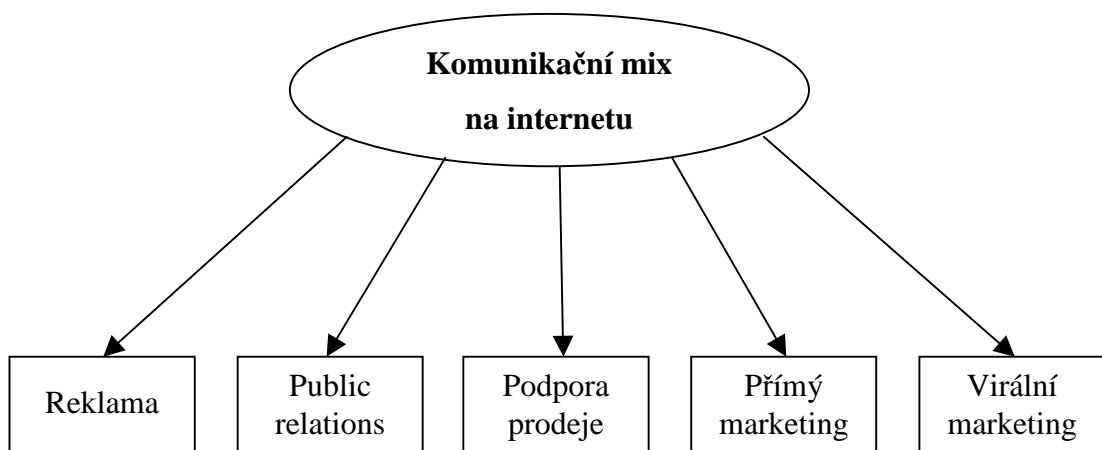 Komunikační mix
na internetu
Reklama
Public
relations
Podpora
prodeje
Přímý
marketing
Virální
marketing